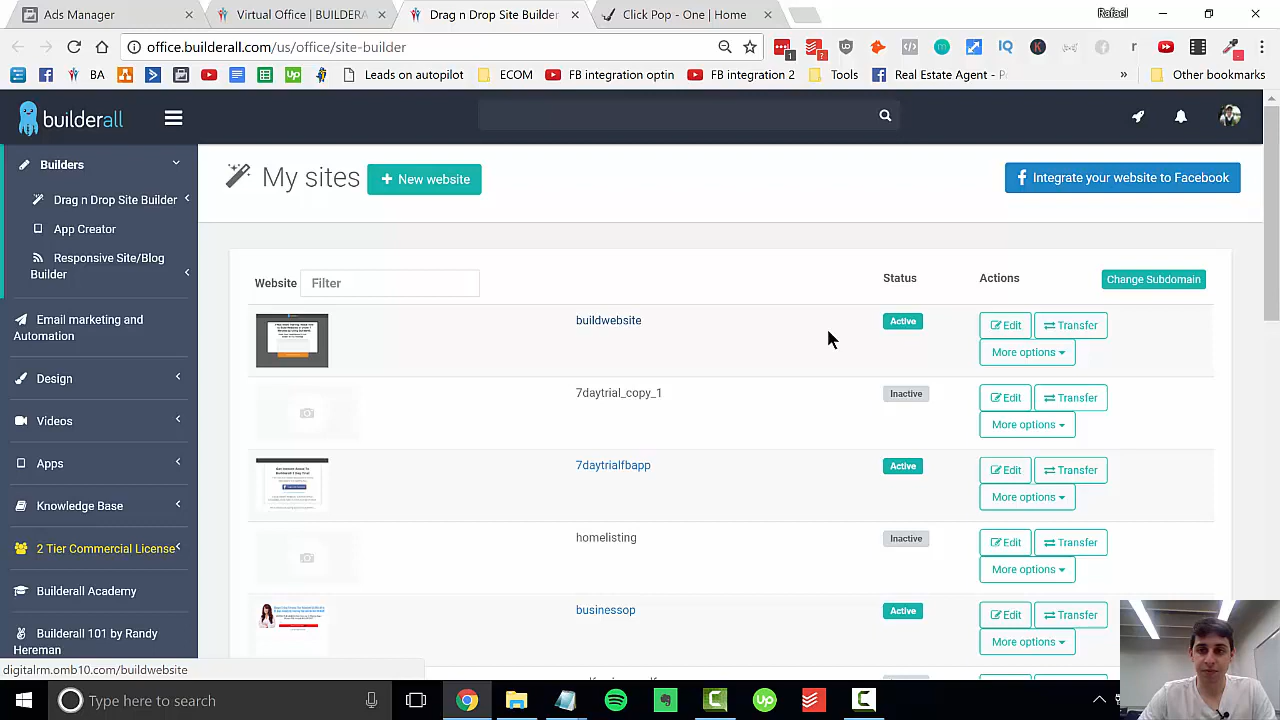 Ads Manager
Virtual Office | BUILDERA
Drag n Drop Site Builder
Click Pop - One | Home
Rafael
office.builderall.com/us/office/site-builder
BA
Leads on autopilot
ECOM
FB integration optin
FB integration 2
Tools
Real Estate Agent - P
»
Other bookmarks
builderall
Builders
Drag n Drop Site Builder
App Creator
Responsive Site/Blog
Builder
Email marketing and
Design
Videos
Apps
Knowledge Base
2 Tier Commercial License
Builderall Academy
Builderall 101 by Randy
Hereman
My sites
+ New website
Integrate your website to Facebook
Website
Filter
Status
Actions
Change Subdomain
buildwebsite
Active
Edit
Transfer
More options
7daytrial_copy_1
Inactive
Edit
Transfer
More options
7daytrialfbapp
Active
Edit
Transfer
More options
homelisting
Inactive
Edit
Transfer
More options
businessop
Active
Edit
Transfer
More options
digitalrm.omb10.com/buildwebsite
Type here to search